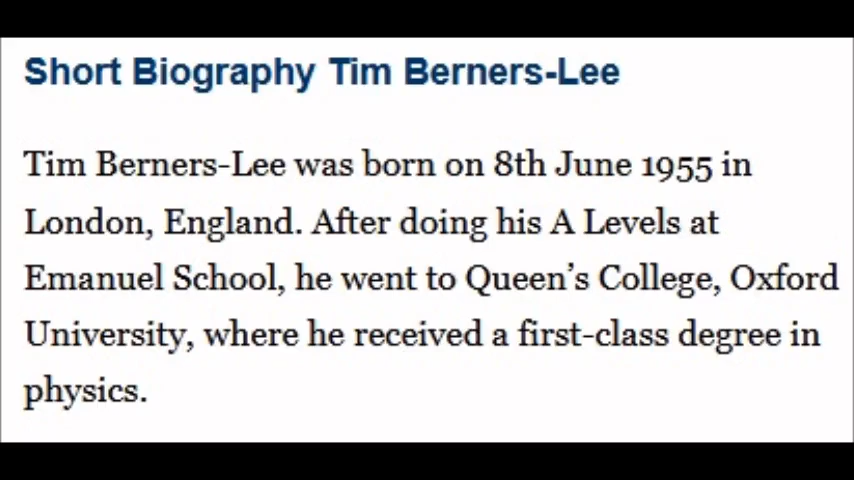 Short Biography Tim Berners-Lee
Tim Berners-Lee was born on 8th June 1955 in
London, England. After doing his A Levels at
Emanuel School, he went to Queen’s College, Oxford
University, where he received a first-class degree in
physics.